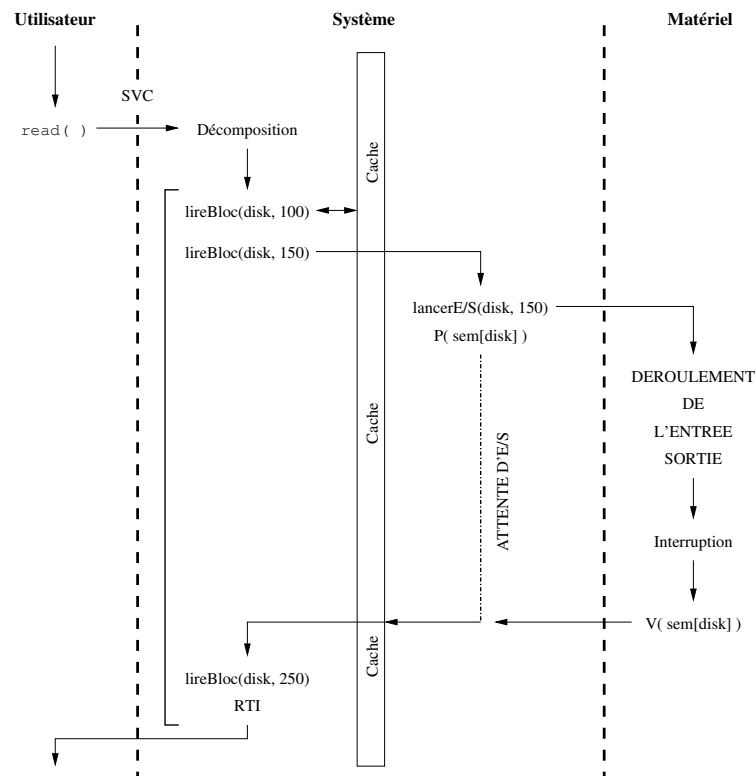 Utilisateur
Système
Matériel
SVC
read( )
Décomposition
Cache
lireBloc(disk, 100)
lireBloc(disk, 150)
lancerE/S(disk, 150)
P( sem[disk] )
DEROULEMENT
DE
L'ENTREE
SORTIE
Cache
ATTENTE D'E/S
Interruption
V( sem[disk] )
Cache
lireBloc(disk, 250)
RTI